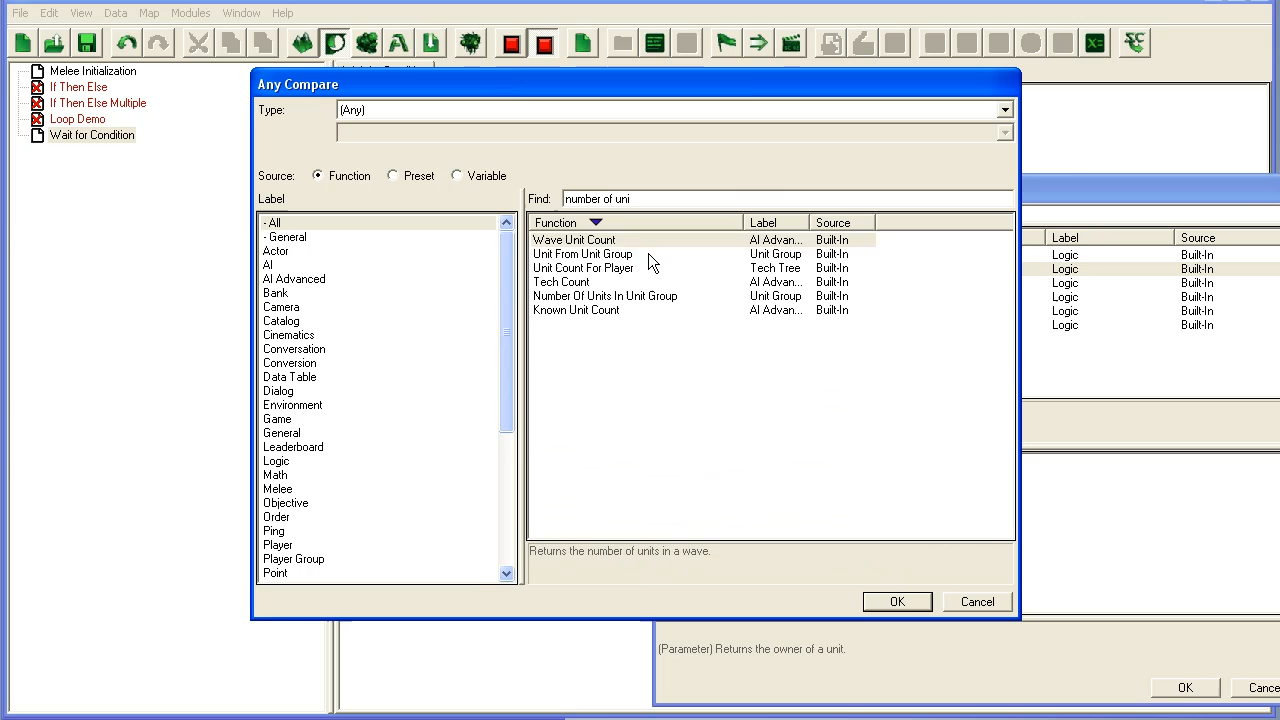 File Edit View Data Map Modules Window Help
Melee Initialization
If Then Else
If Then Else Multiple
Loop Demo
Wait for Condition
Any Compare
Type: (Any)
Source: Function Preset Variable
Label
Find: number of uni
- All
- General
Actor
AI
AI Advanced
Bank
Camera
Catalog
Cinematics
Conversation
Conversion
Data Table
Dialog
Environment
Game
General
Leaderboard
Logic
Math
Melee
Objective
Order
Ping
Player
Player Group
Point
Function Label Source
Wave Unit Count AI Advan... Built-In
Unit From Unit Group Unit Group Built-In
Unit Count For Player Tech Tree Built-In
Tech Count AI Advan... Built-In
Number Of Units In Unit Group Unit Group Built-In
Known Unit Count AI Advan... Built-In
Returns the number of units in a wave.
OK Cancel
Label Source
Logic Built-In
Logic Built-In
Logic Built-In
Logic Built-In
Logic Built-In
Logic Built-In
(Parameter) Returns the owner of a unit.
OK Cance